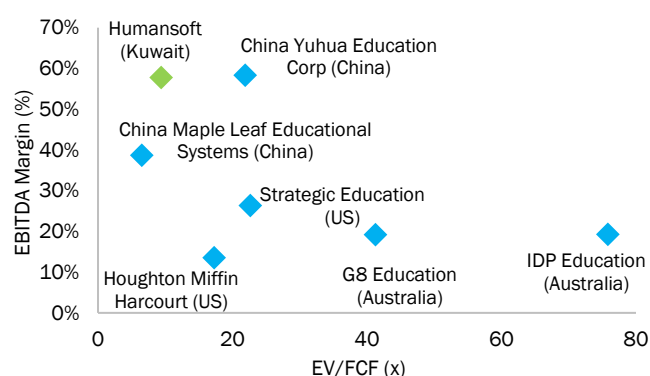 70%
60%
50%
40%
30%
20%
10%
0%
EBITDA Margin (%)
Humansoft
(Kuwait)
China Yuhua Education
Corp (China)
China Maple Leaf Educational
Systems (China)
Strategic Education
(US)
Houghton Miffin
Harcourt (US)
G8 Education
(Australia)
IDP Education
(Australia)
0
20
40
60
80
EV/FCF (x)